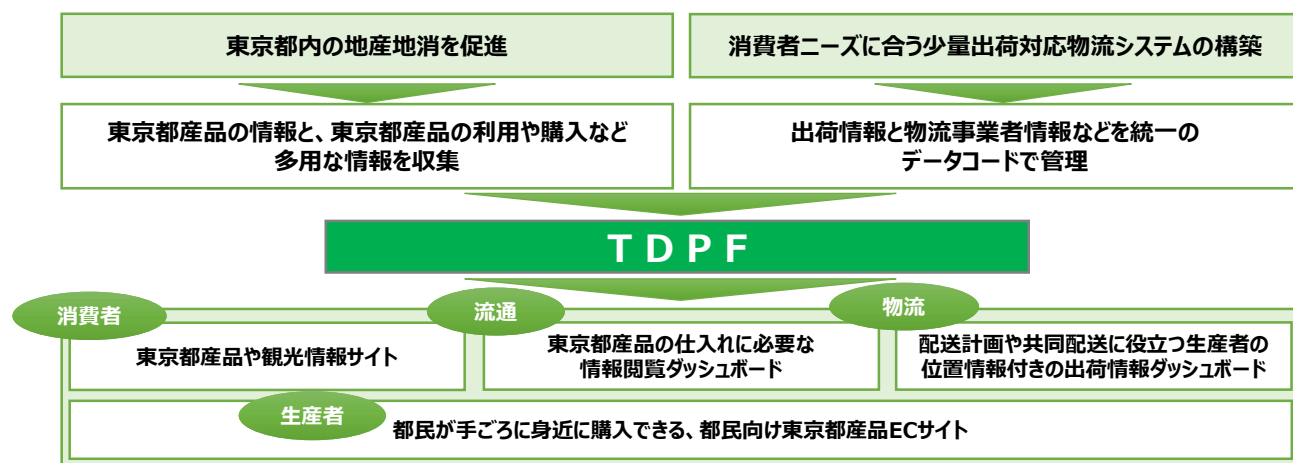 東京都内の地産地消を促進
消費者ニーズに合う少量出荷対応物流システムの構築
東京都産品の情報と、東京都産品の利用や購入など
多用な情報を収集
出荷情報と物流事業者情報などを統一の
データコードで管理
ＴＤＰＦ
消費者
東京都産品や観光情報サイト
流通
東京都産品の仕入れに必要な
情報閲覧ダッシュボード
物流
配送計画や共同配送に役立つ生産者の
位置情報付きの出荷情報ダッシュボード
生産者
都民が手ごろに身近に購入できる、都民向け東京都産品ECサイト